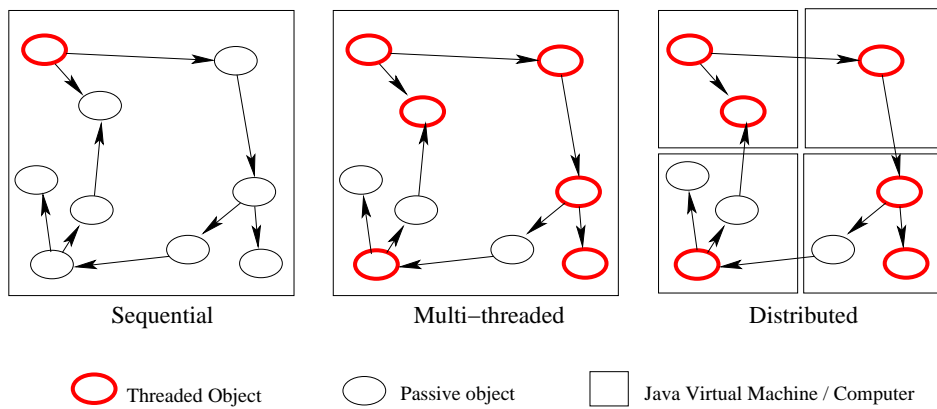 Sequential
Multi−threaded
Distributed
Threaded Object
Passive object
Java Virtual Machine / Computer